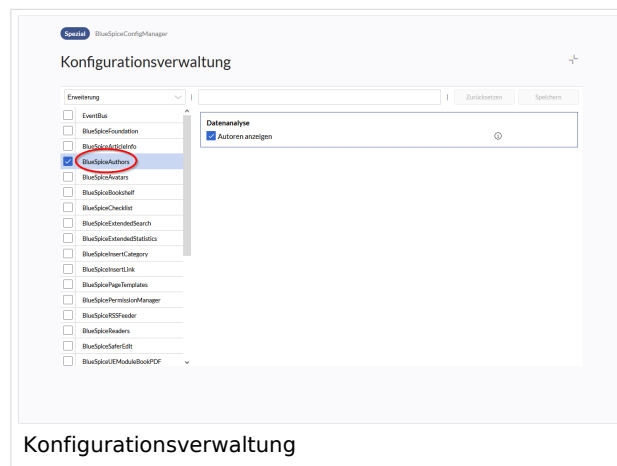 Spezial BlueSpiceConfigManager
Konfigurationsverwaltung
Erweiterung
Zurücksetzen
Speichern
EventBus
BlueSpiceFoundation
BlueSpiceArticleInfo
BlueSpiceAuthors
BlueSpiceAvatars
BlueSpiceBookshelf
BlueSpiceChecklist
BlueSpiceExtendedSearch
BlueSpiceExtendedStatistics
BlueSpiceInsertCategory
BlueSpiceInsertLink
BlueSpicePageTemplates
BlueSpicePermissionManager
BlueSpiceRSSFeeder
BlueSpiceReaders
BlueSpiceSaferEdit
BlueSpiceUEModuleBookPDF
Datenanalyse
Autoren anzeigen
Konfigurationsverwaltung